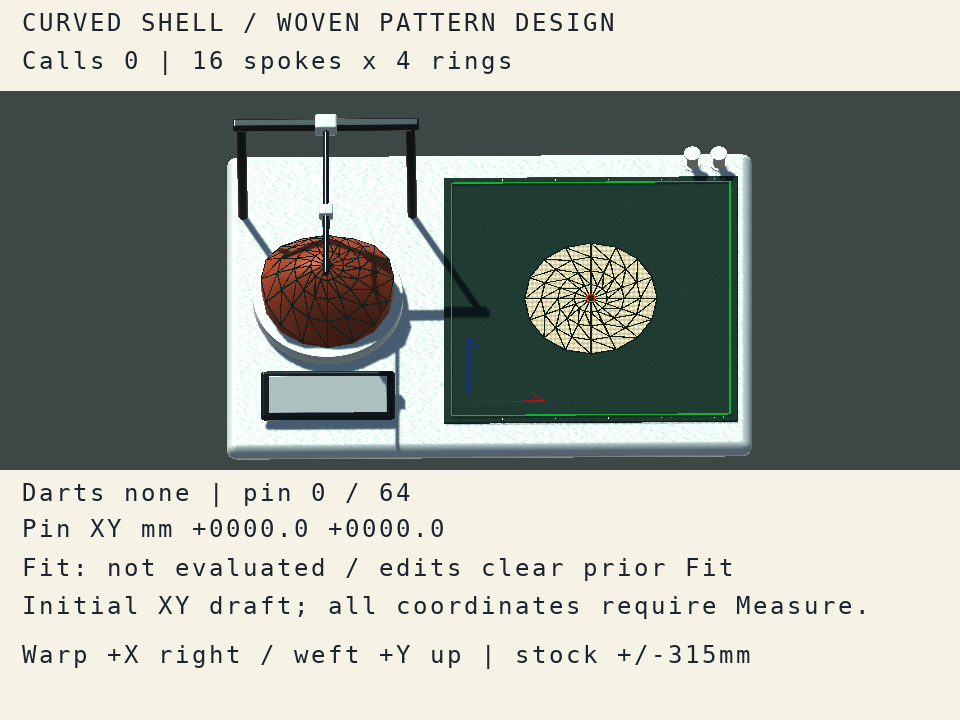 CURVED SHELL / WOVEN PATTERN DESIGN
Calls 0 | 16 spokes x 4 rings
Darts none | pin 0 / 64
Pin XY mm +0000.0 +0000.0
Fit: not evaluated / edits clear prior Fit
Initial XY draft; all coordinates require Measure.
Warp +X right / weft +Y up | stock +/-315mm